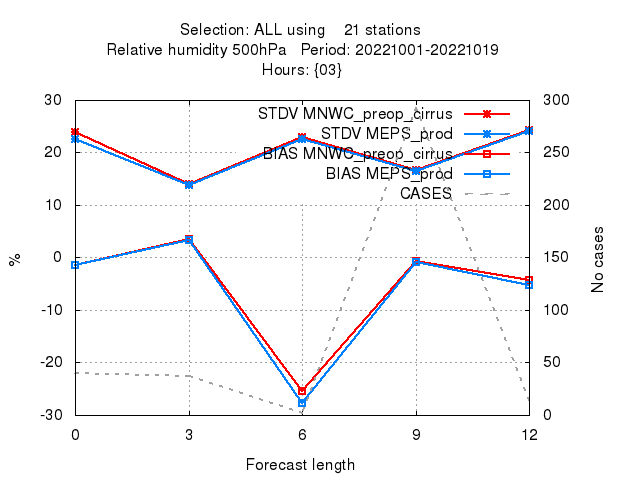 Selection: ALL using    21 stations
Relative humidity 500hPa   Period: 20221001-20221019
Hours: {03}
30
20
10
0
-10
-20
-30
300
250
200
150
100
50
0
STDV MNWC_preop_cirrus
STDV MEPS_prod
BIAS MNWC_preop_cirrus
BIAS MEPS_prod
CASES
%
No cases
0 3 6 9 12
Forecast length